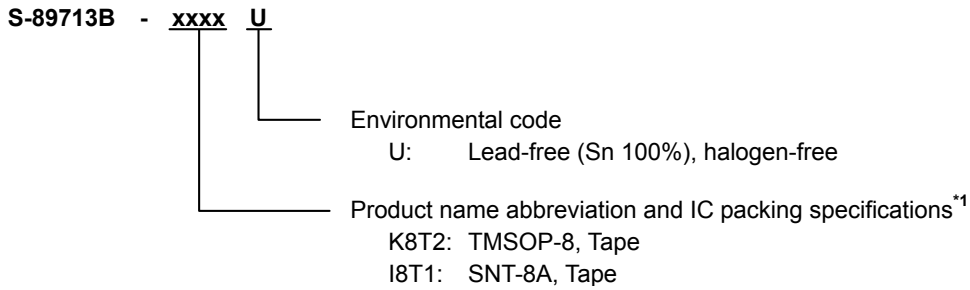 S-89713B - xxxx U
Environmental code
U: Lead-free (Sn 100%), halogen-free
Product name abbreviation and IC packing specifications*1
K8T2: TMSOP-8, Tape
I8T1: SNT-8A, Tape